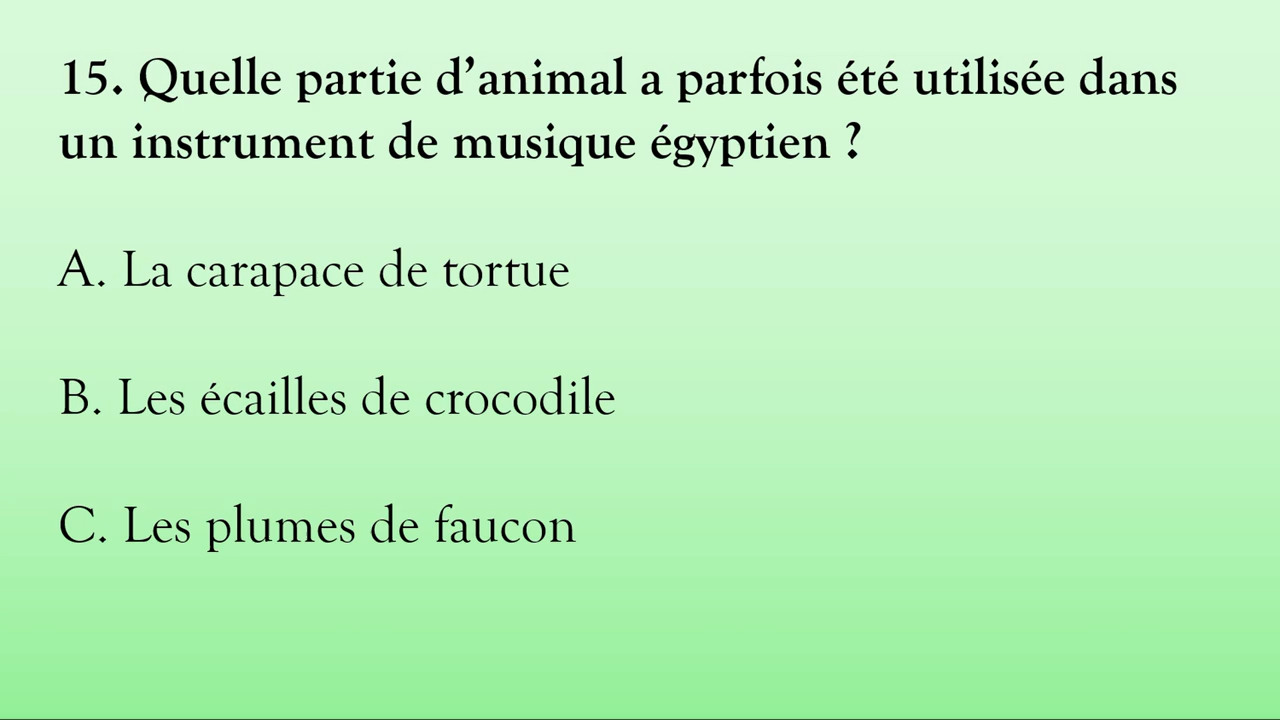 15. Quelle partie d’animal a parfois été utilisée dans
un instrument de musique égyptien ?
A. La carapace de tortue
B. Les écailles de crocodile
C. Les plumes de faucon